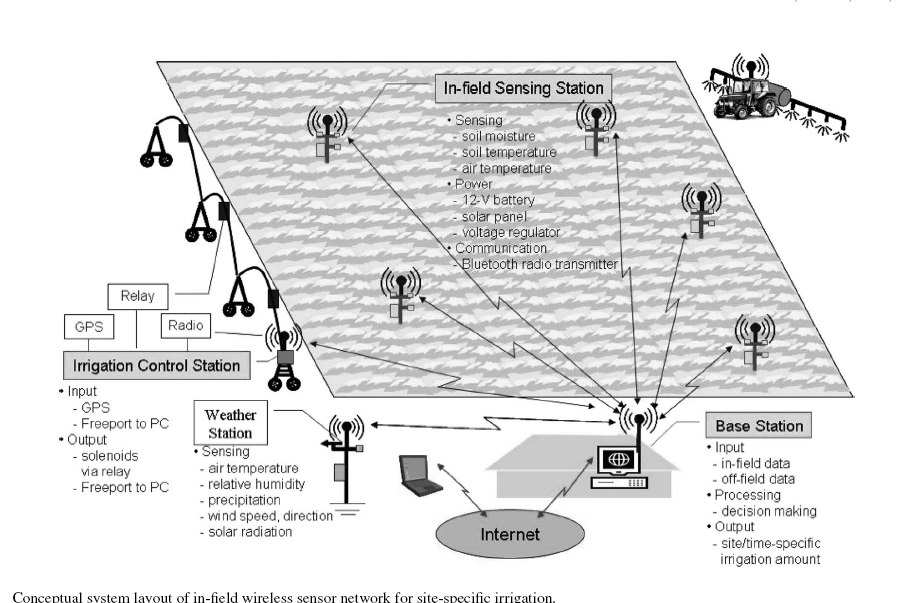 In-field Sensing Station
• Sensing
- soil moisture
- soil temperature
- air temperature
• Power
- 12-V battery
- solar panel
- voltage regulator
• Communication
- Bluetooth radio transmitter
Relay
GPS
Radio
Irrigation Control Station
• Input
- GPS
- Freeport to PC
• Output
- solenoids
via relay
- Freeport to PC
Weather
Station
• Sensing
- air temperature
- relative humidity
- precipitation
- wind speed, direction
- solar radiation
Internet
Base Station
• Input
- in-field data
- off-field data
• Processing
- decision making
• Output
- site/time-specific
irrigation amount
Conceptual system layout of in-field wireless sensor network for site-specific irrigation.